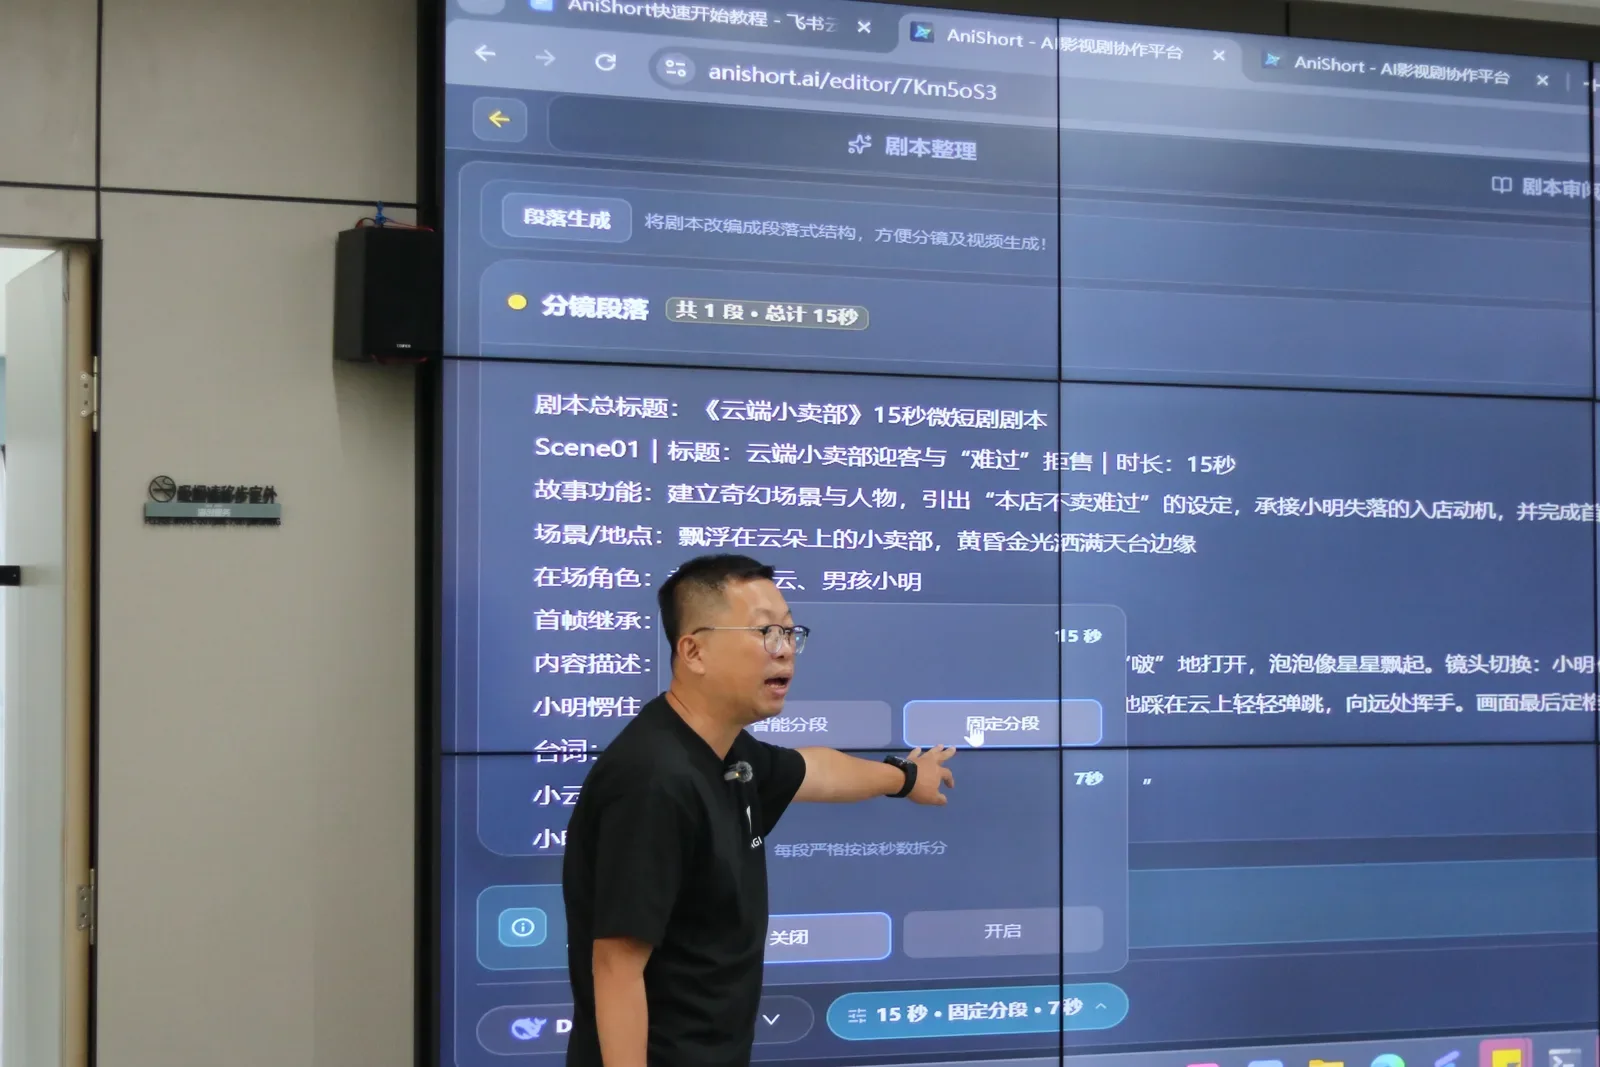 AniShort快速开始教程 - 飞书云
AniShort - AI影视剧协作平台
AniShort - AI影视剧协作平台
anishort.ai/editor/7Km5oS3
剧本整理
剧本审阅
段落生成
将剧本改编成段落式结构，方便分镜及视频生成！
分镜段落
共 1 段 • 总计 15秒
剧本总标题：《云端小卖部》15秒微短剧剧本
Scene01 | 标题：云端小卖部迎客与“难过”拒售 | 时长：15秒
故事功能：建立奇幻场景与人物，引出“本店不卖难过”的设定，承接小明失落的入店动机，并完成首
场景/地点：飘浮在云朵上的小卖部，黄昏金光洒满天台边缘
在场角色：
云、男孩小明
首帧继承：
15 秒
内容描述：
“啵”地打开，泡泡像星星飘起。镜头切换：小明
小明愣住
智能分段
固定分段
地踩在云上轻轻弹跳，向远处挥手。画面最后定格
台词：
7秒
”
小云
小明
每段严格按该秒数拆分
关闭
开启
D
15 秒 • 固定分段 • 7秒
吸烟请移步室外